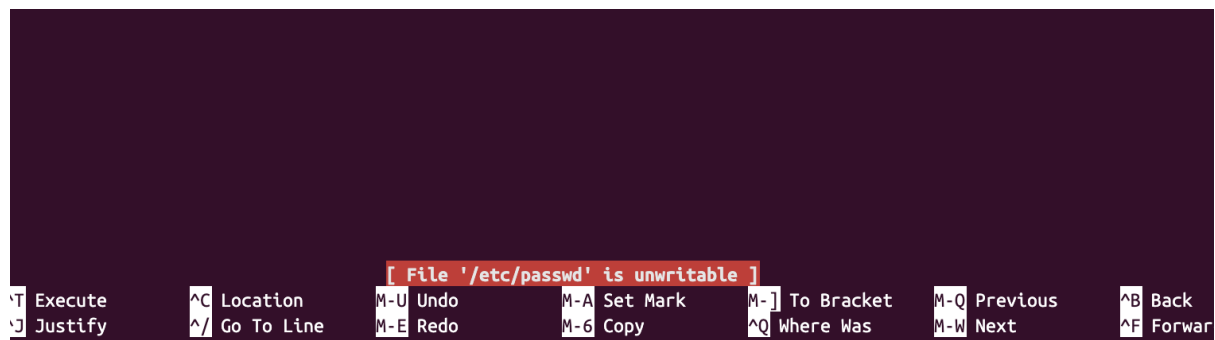 [ File '/etc/passwd' is unwritable ]
^T Execute ^C Location M-U Undo M-A Set Mark M-] To Bracket M-Q Previous ^B Back
^J Justify ^/ Go To Line M-E Redo M-6 Copy ^Q Where Was M-W Next ^F Forwar